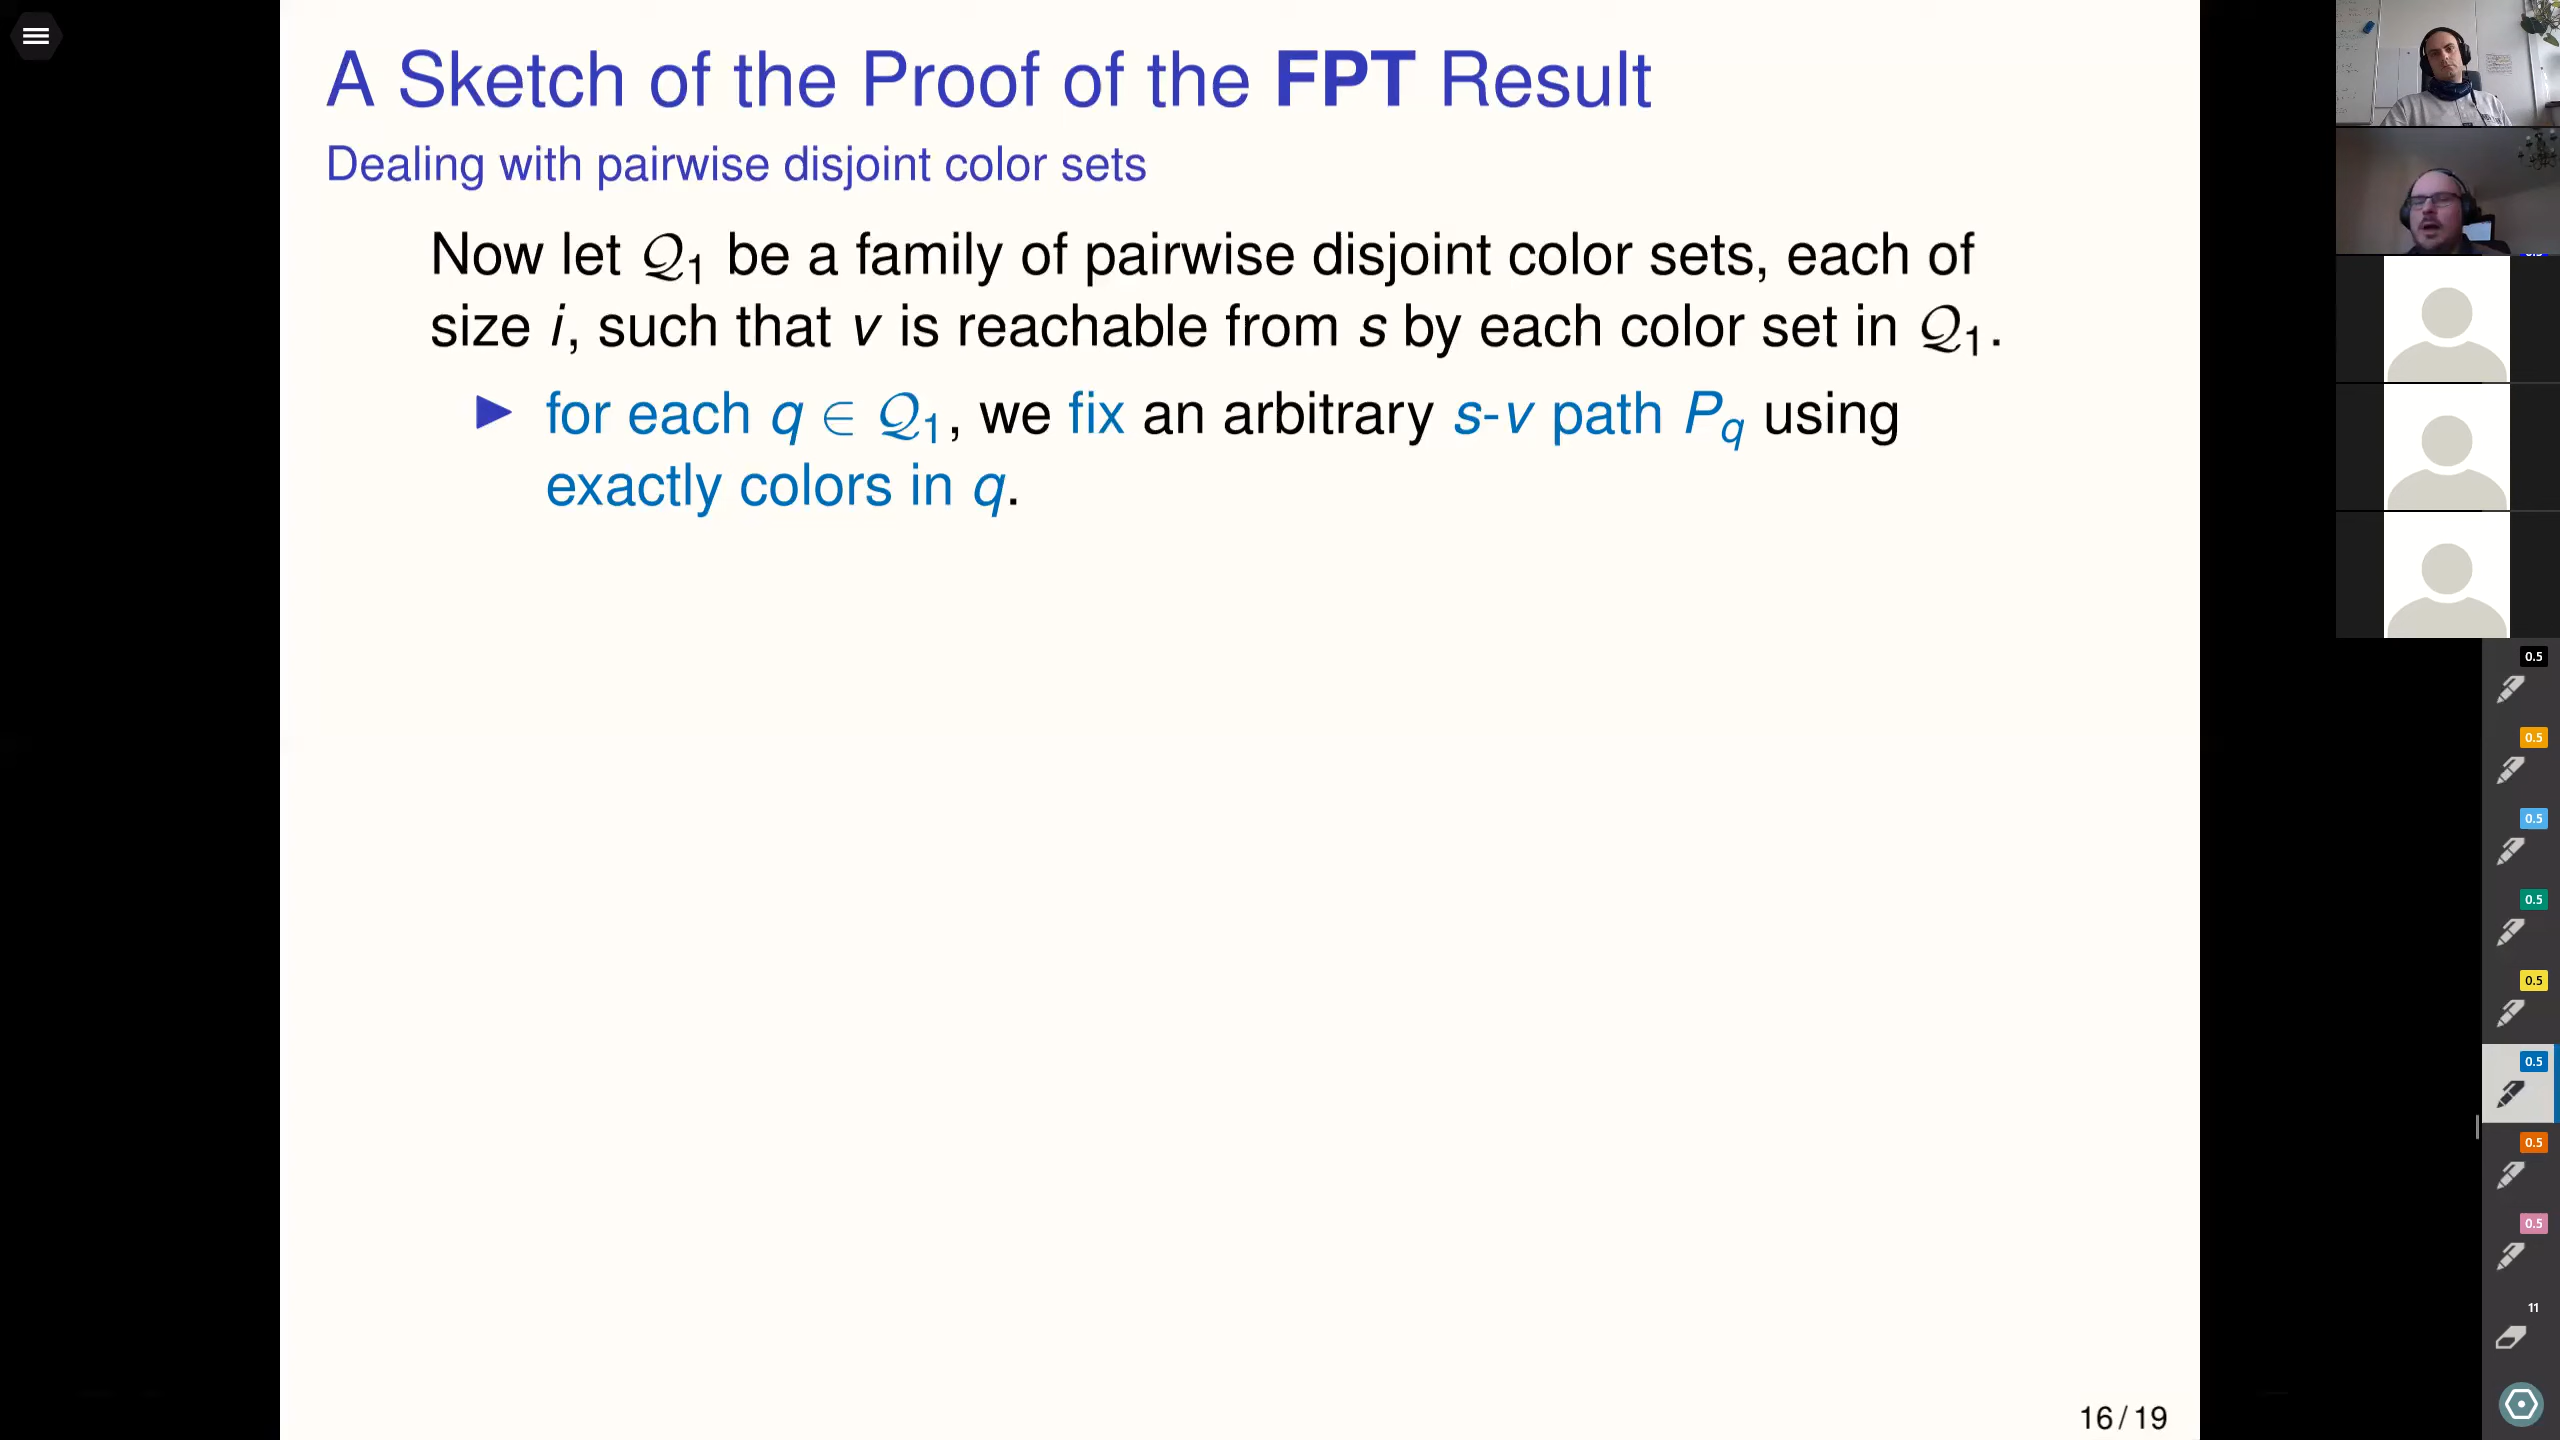 A Sketch of the Proof of the FPT Result
Dealing with pairwise disjoint color sets
Now let 𝒬₁ be a family of pairwise disjoint color sets, each of
size i, such that v is reachable from s by each color set in 𝒬₁.
▶ for each q ∈ 𝒬₁, we fix an arbitrary s-v path P_q using
exactly colors in q.
16/19
0.5
0.5
0.5
0.5
0.5
0.5
0.5
0.5
11